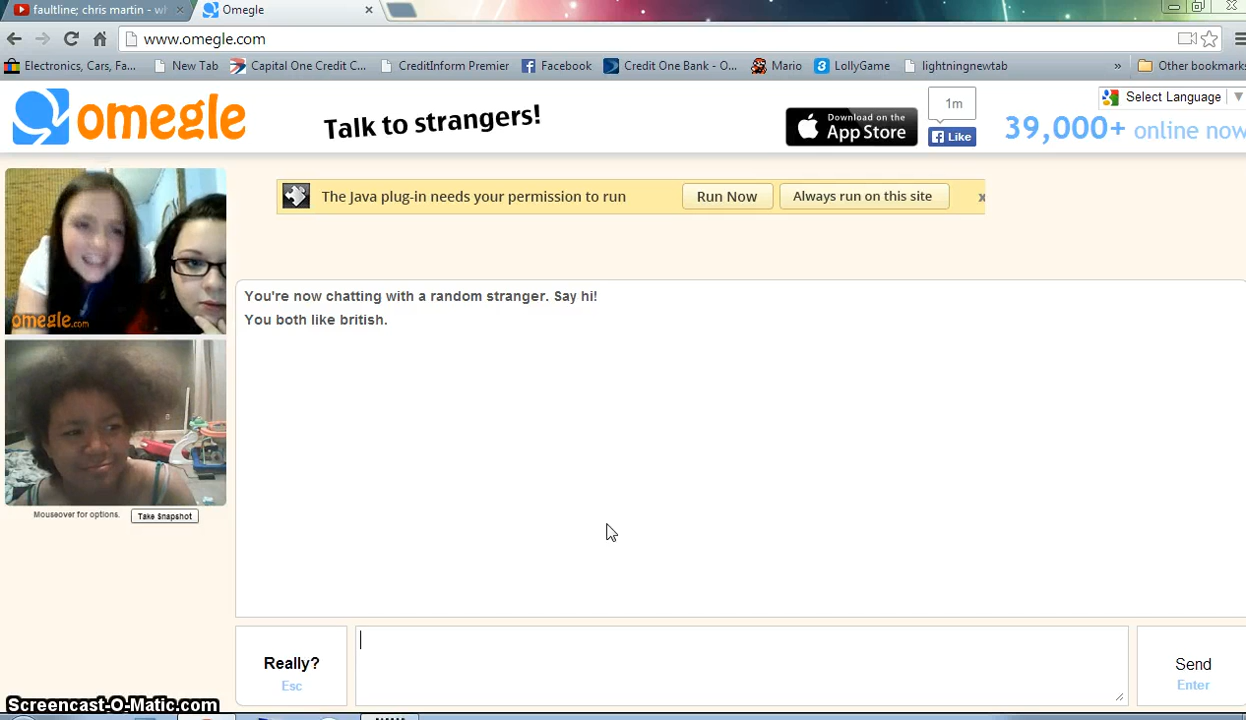 faultline; chris martin - wh
Omegle
www.omegle.com
Electronics, Cars, Fa...
New Tab
Capital One Credit C...
CreditInform Premier
Facebook
Credit One Bank - O...
Mario
LollyGame
lightningnewtab
»
Other bookmarks
omegle
Talk to strangers!
Download on the
App Store
1m
Like
Select Language
39,000+ online now
The Java plug-in needs your permission to run
Run Now
Always run on this site
x
omegle.com
You're now chatting with a random stranger. Say hi!
You both like british.
Mouseover for options.
Take Snapshot
Really?
Esc
Send
Enter
Screencast-O-Matic.com